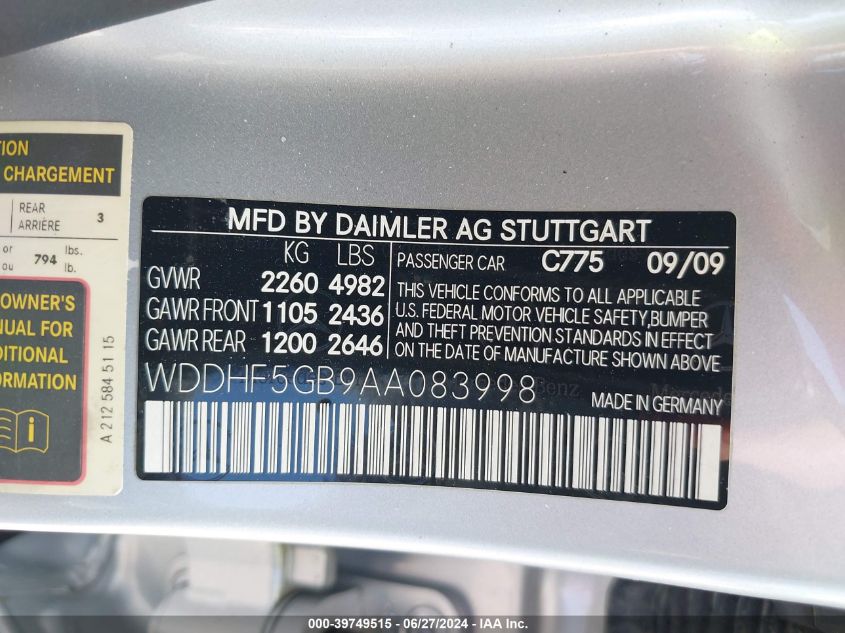 TION
CHARGEMENT
REAR
ARRIÈRE 3
or
ou 794 lbs.
lb.
OWNER'S
NUAL FOR
DDITIONAL
ORMATION
A 212 584 51 15
MFD BY DAIMLER AG STUTTGART
KG LBS
GVWR 2260 4982
GAWR FRONT 1105 2436
GAWR REAR 1200 2646
PASSENGER CAR C775 09/09
THIS VEHICLE CONFORMS TO ALL APPLICABLE
U.S. FEDERAL MOTOR VEHICLE SAFETY,BUMPER
AND THEFT PREVENTION STANDARDS IN EFFECT
ON THE DATE OF MANUFACTURE SHOWN ABOVE
WDDHF5GB9AA083998
MADE IN GERMANY
000-39749515 - 06/27/2024 - IAA Inc.